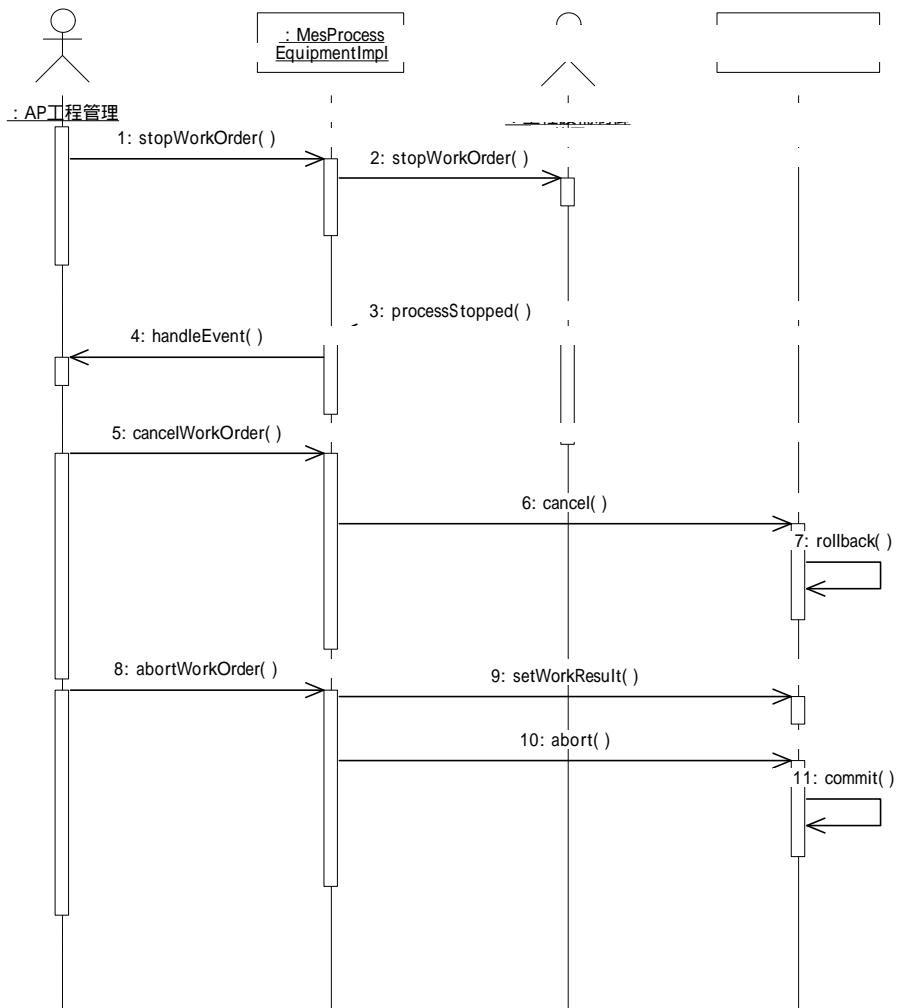 : MesProcess
EquipmentImpl
: AP工程管理
1: stopWorkOrder( )
2: stopWorkOrder( )
3: processStopped( )
4: handleEvent( )
5: cancelWorkOrder( )
6: cancel( )
7: rollback( )
8: abortWorkOrder( )
9: setWorkResult( )
10: abort( )
11: commit( )